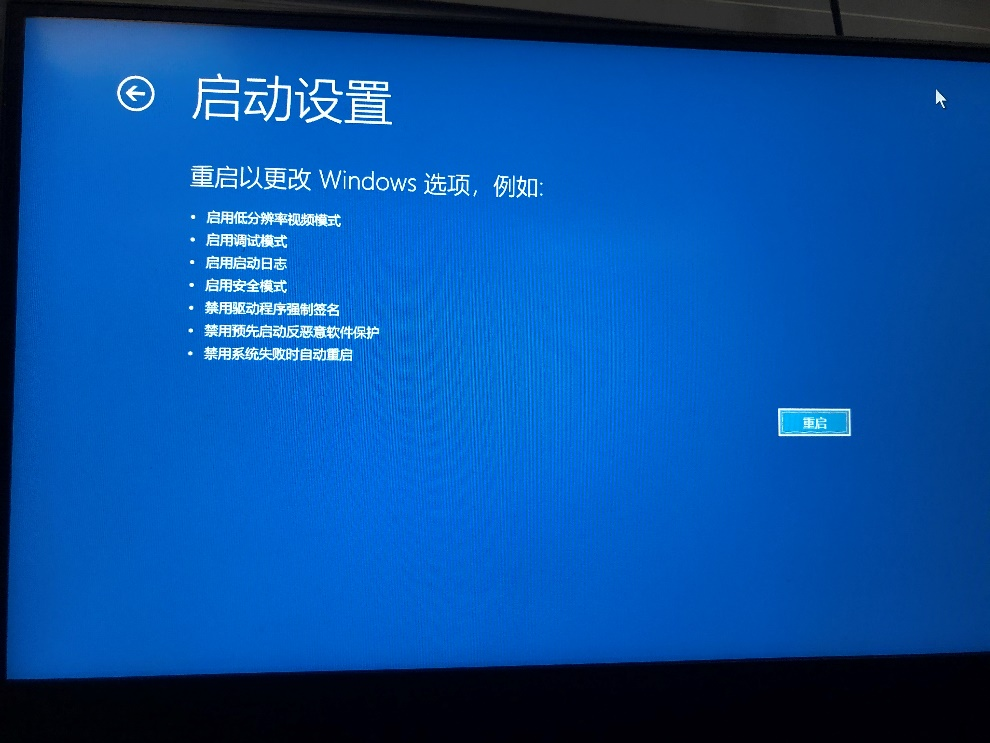 启动设置
重启以更改 Windows 选项，例如:
• 启用低分辨率视频模式
• 启用调试模式
• 启用启动日志
• 启用安全模式
• 禁用驱动程序强制签名
• 禁用预先启动反恶意软件保护
• 禁用系统失败时自动重启
重启